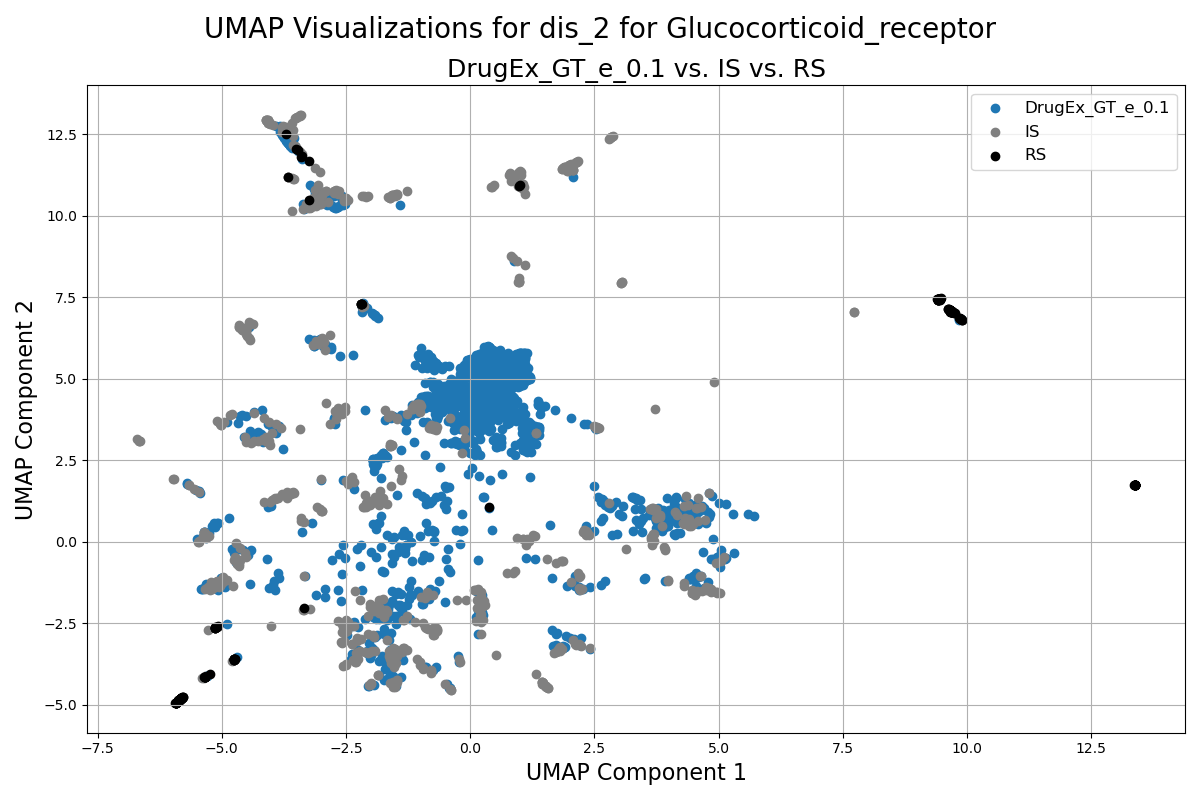 UMAP Visualizations for dis_2 for Glucocorticoid_receptor
DrugEx_GT_e_0.1 vs. IS vs. RS
DrugEx_GT_e_0.1
IS
RS
UMAP Component 2
12.5
10.0
7.5
5.0
2.5
0.0
−2.5
−5.0
−7.5 −5.0 −2.5 0.0 2.5 5.0 7.5 10.0 12.5
UMAP Component 1